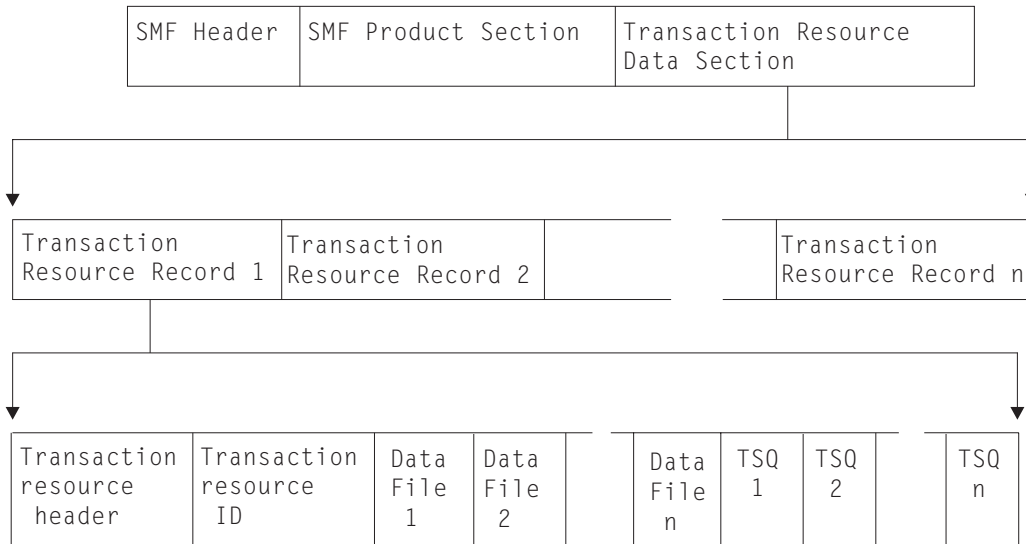 SMF Header
SMF Product Section
Transaction Resource
Data Section
Transaction
Resource Record 1
Transaction
Resource Record 2
Transaction
Resource Record n
Transaction
resource
header
Transaction
resource
ID
Data
File
1
Data
File
2
Data
File
n
TSQ
1
TSQ
2
TSQ
n